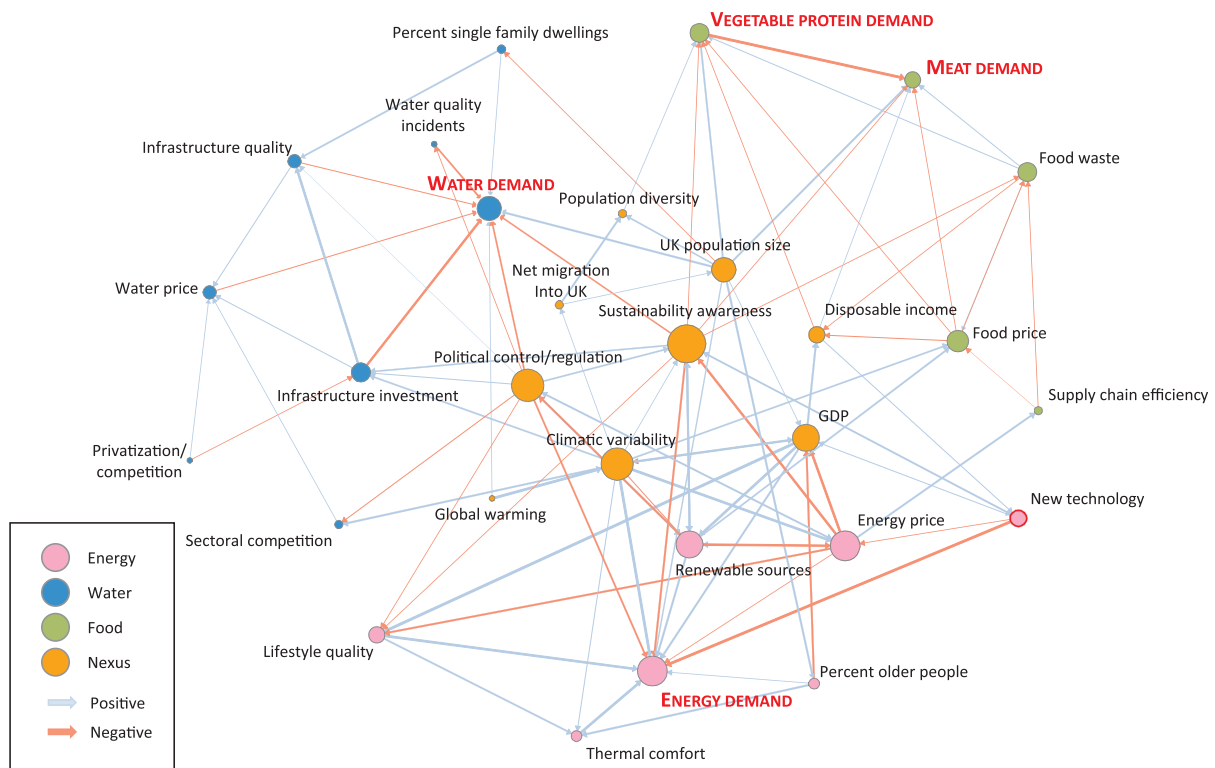 VEGETABLE PROTEIN DEMAND
Percent single family dwellings
MEAT DEMAND
Water quality
incidents
Infrastructure quality
Food waste
WATER DEMAND
Population diversity
UK population size
Net migration
Into UK
Water price
Sustainability awareness
Disposable income
Food price
Political control/regulation
Infrastructure investment
Supply chain efficiency
GDP
Climatic variability
Privatization/
competition
New technology
Global warming
Energy price
Sectoral competition
Renewable sources
Energy
Water
Food
Nexus
Positive
Negative
Lifestyle quality
Percent older people
ENERGY DEMAND
Thermal comfort